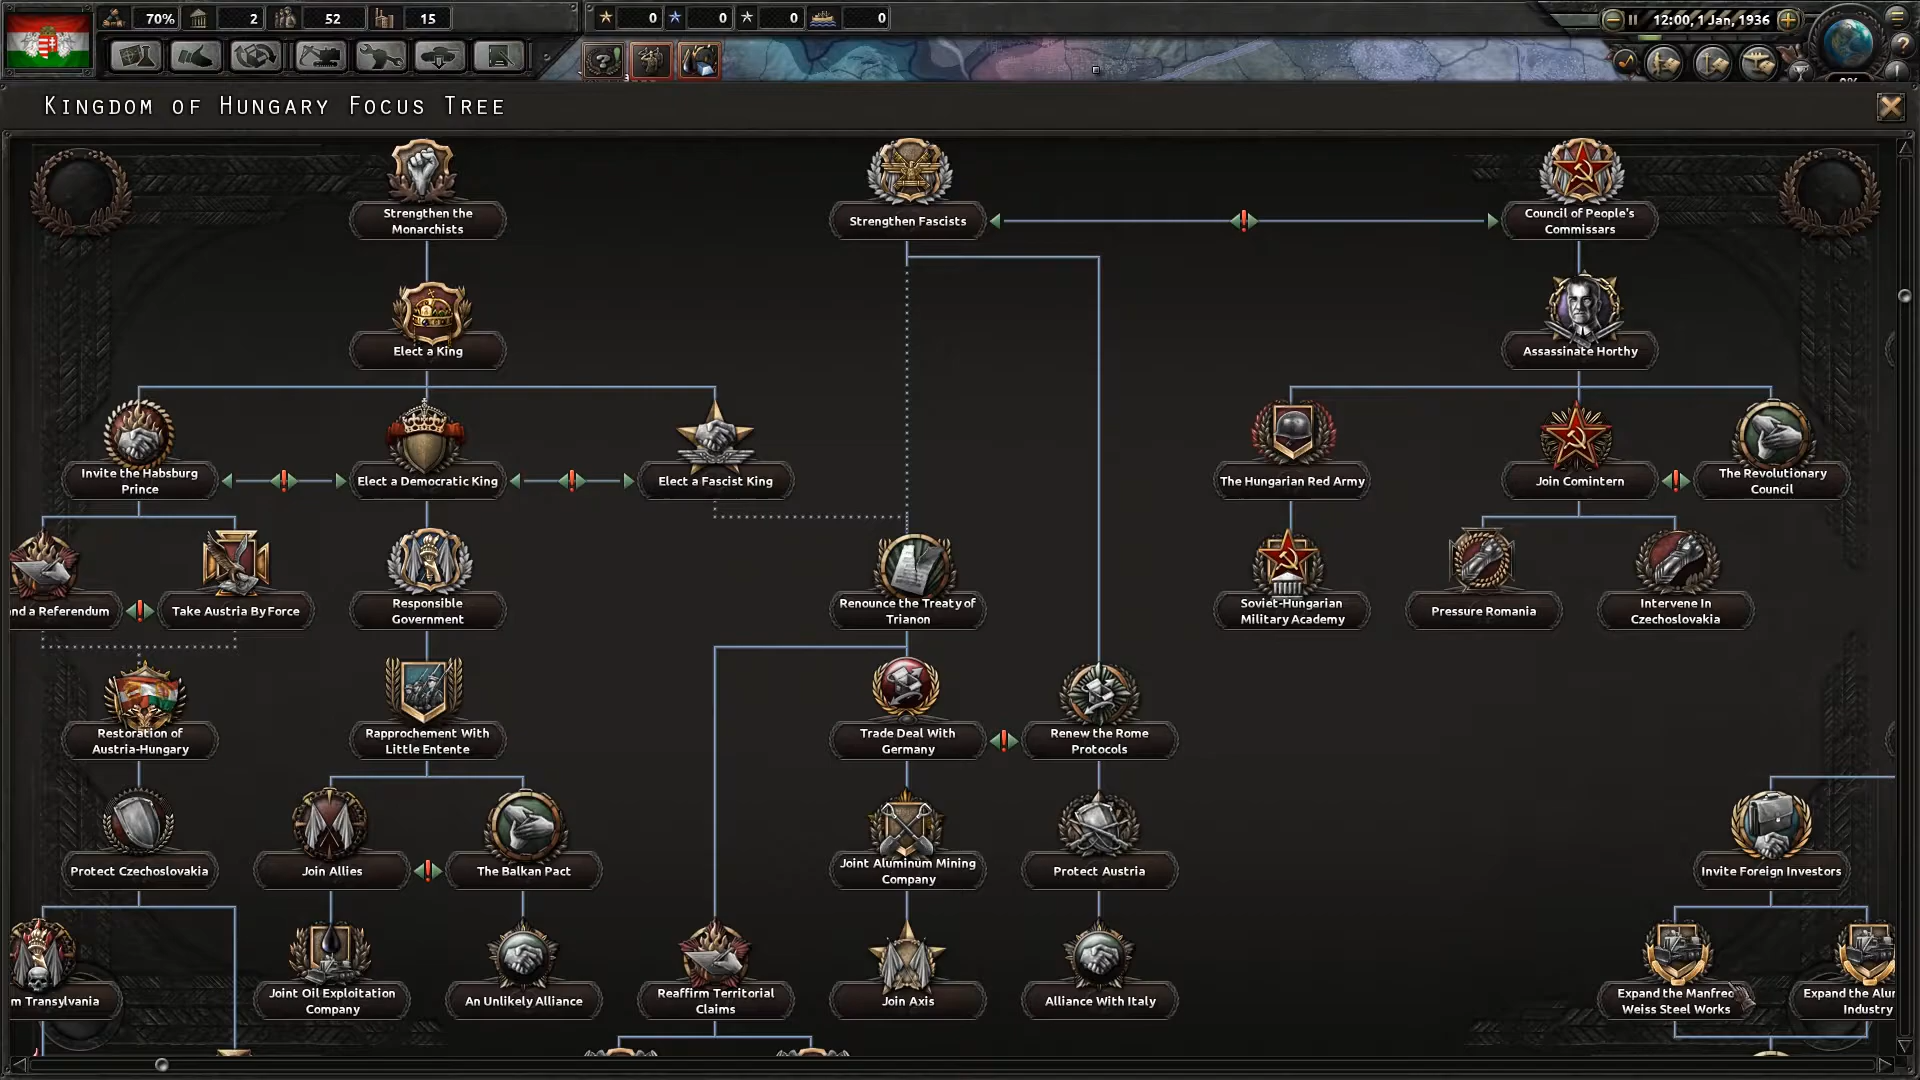 70%
2
52
15
0
0
0
0
12:00, 1 Jan, 1936
Kingdom of Hungary Focus Tree
Strengthen the
Monarchists
Strengthen Fascists
Council of People's
Commissars
Elect a King
Assassinate Horthy
Invite the Habsburg
Prince
Elect a Democratic King
Elect a Fascist King
The Hungarian Red Army
Join Comintern
The Revolutionary
Council
nd a Referendum
Take Austria By Force
Responsible
Government
Renounce the Treaty of
Trianon
Soviet-Hungarian
Military Academy
Pressure Romania
Intervene In
Czechoslovakia
Restoration of
Austria-Hungary
Rapprochement With
Little Entente
Trade Deal With
Germany
Renew the Rome
Protocols
Protect Czechoslovakia
Join Allies
The Balkan Pact
Joint Aluminum Mining
Company
Protect Austria
Invite Foreign Investors
m Transylvania
Joint Oil Exploitation
Company
An Unlikely Alliance
Reaffirm Territorial
Claims
Join Axis
Alliance With Italy
Expand the Manfred
Weiss Steel Works
Expand the Alu
Industry